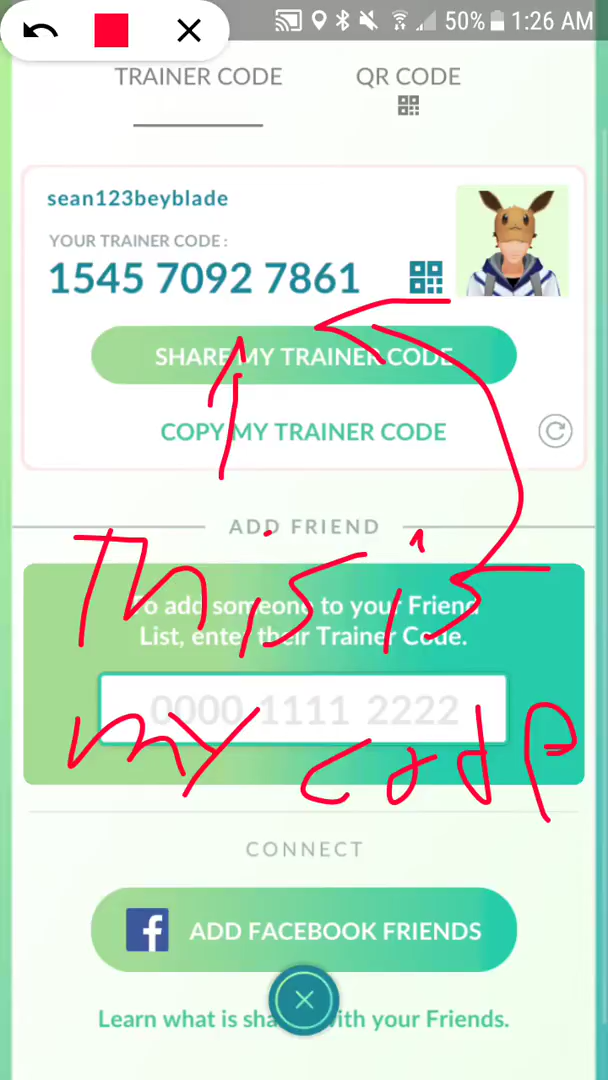 50% 1:26 AM
TRAINER CODE QR CODE
sean123beyblade
YOUR TRAINER CODE :
1545 7092 7861
SHARE MY TRAINER CODE
COPY MY TRAINER CODE
ADD FRIEND
This is
To add someone to your Friend
List, enter their Trainer Code.
0000 1111 2222
my code
CONNECT
f ADD FACEBOOK FRIENDS
Learn what is shared with your Friends.